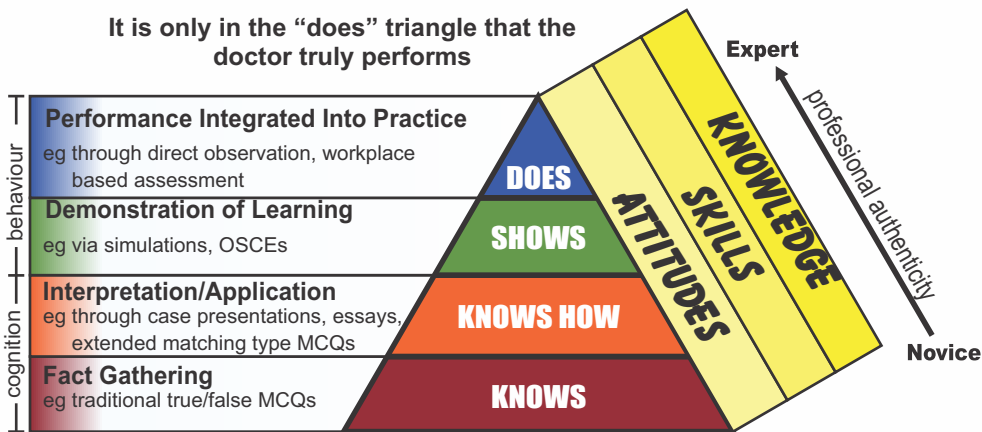 It is only in the “does” triangle that the
doctor truly performs
Expert
professional authenticity
Novice
KNOWLEDGE
SKILLS
ATTITUDES
behaviour
cognition
Performance Integrated Into Practice
eg through direct observation, workplace
based assessment
DOES
Demonstration of Learning
eg via simulations, OSCEs
SHOWS
Interpretation/Application
eg through case presentations, essays,
extended matching type MCQs
KNOWS HOW
Fact Gathering
eg traditional true/false MCQs
KNOWS